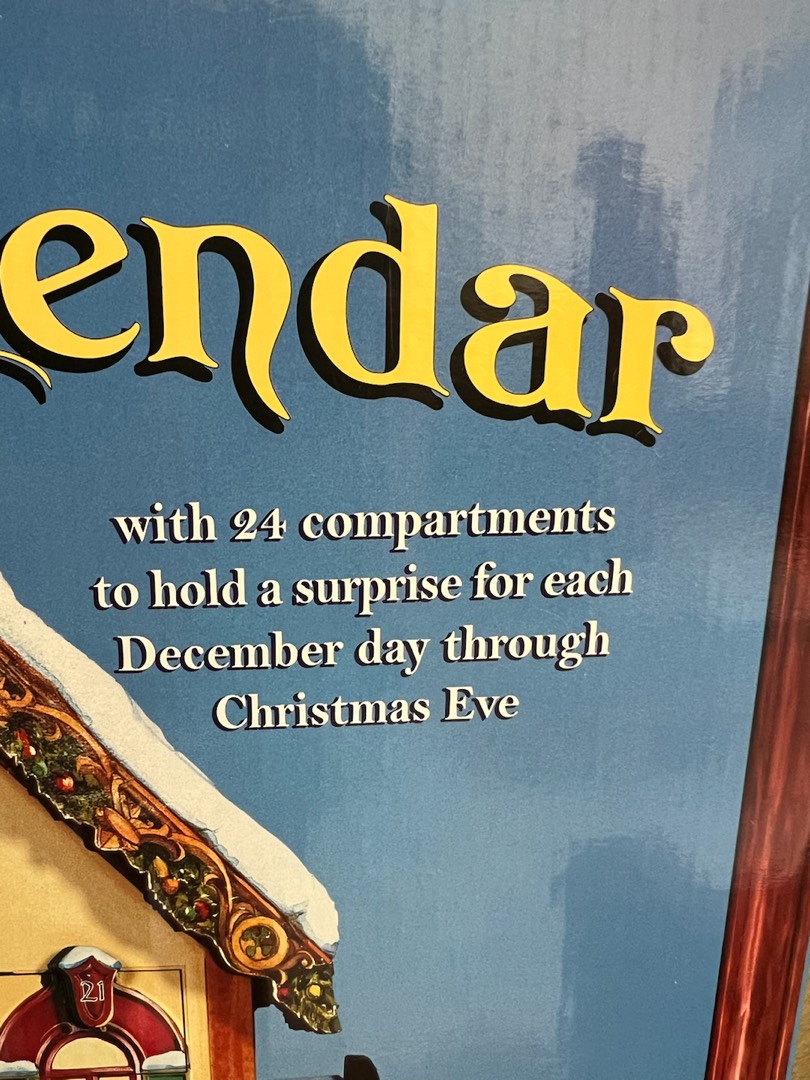 endar
with 24 compartments
to hold a surprise for each
December day through
Christmas Eve
21